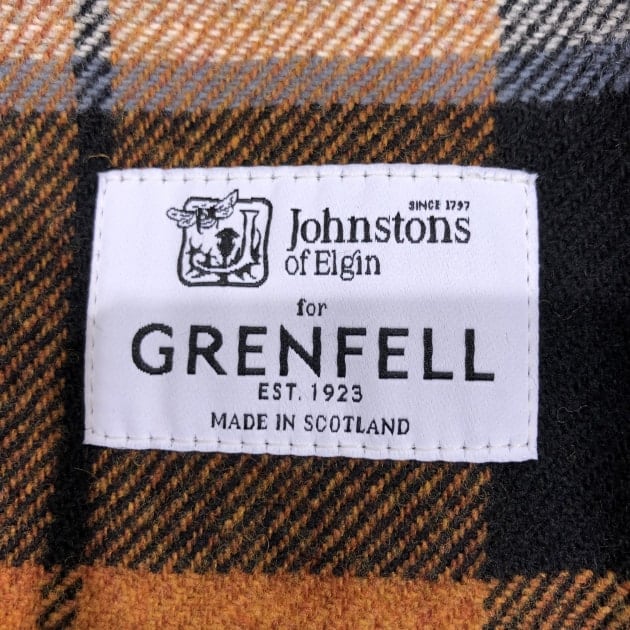 SINCE 1797
Johnstons
of Elgin
for
GRENFELL
EST. 1923
MADE IN SCOTLAND